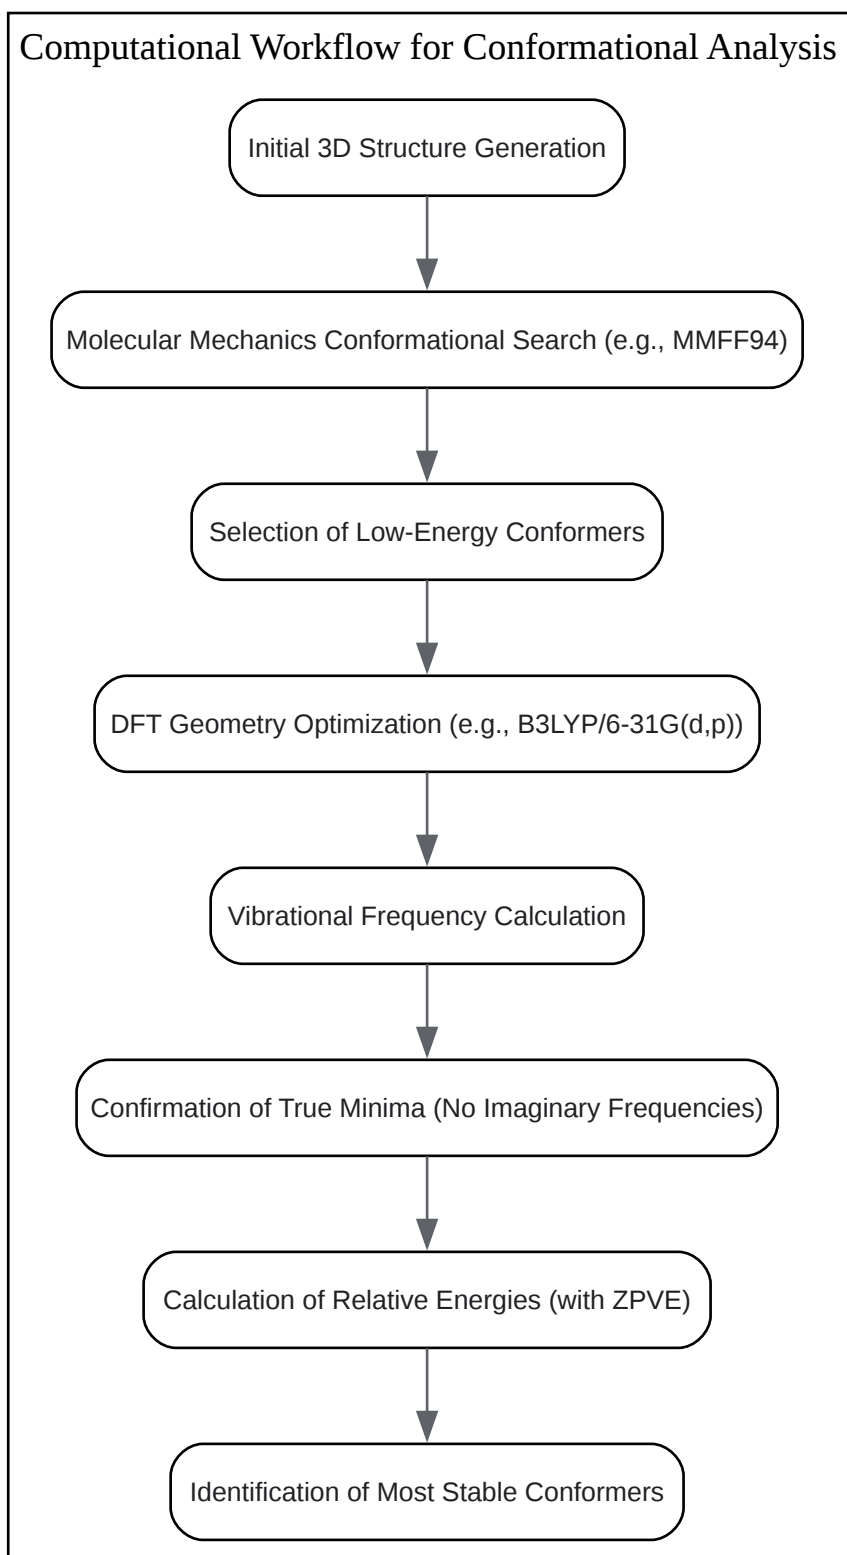 Computational Workflow for Conformational Analysis
Initial 3D Structure Generation
Molecular Mechanics Conformational Search (e.g., MMFF94)
Selection of Low-Energy Conformers
DFT Geometry Optimization (e.g., B3LYP/6-31G(d,p))
Vibrational Frequency Calculation
Confirmation of True Minima (No Imaginary Frequencies)
Calculation of Relative Energies (with ZPVE)
Identification of Most Stable Conformers